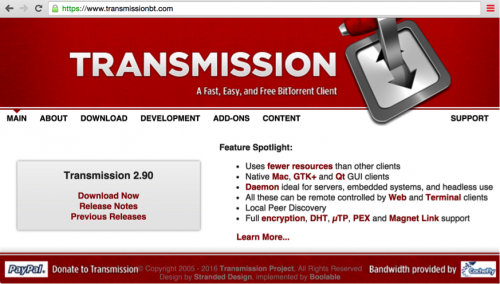 https://www.transmissionbt.com
TRANSMISSION
A Fast, Easy, and Free BitTorrent Client
MAIN ABOUT DOWNLOAD DEVELOPMENT ADD-ONS CONTENT SUPPORT
Feature Spotlight:
Transmission 2.90
Download Now
Release Notes
Previous Releases
Uses fewer resources than other clients
Native Mac, GTK+ and Qt GUI clients
Daemon ideal for servers, embedded systems, and headless use
All these can be remote controlled by Web and Terminal clients
Local Peer Discovery
Full encryption, DHT, µTP, PEX and Magnet Link support
Learn More...
PayPal Donate to Transmission © Copyright 2005 - 2016 Transmission Project. All Rights Reserved Bandwidth provided by CacheFly
Design by Stranded Design, implemented by Boolable